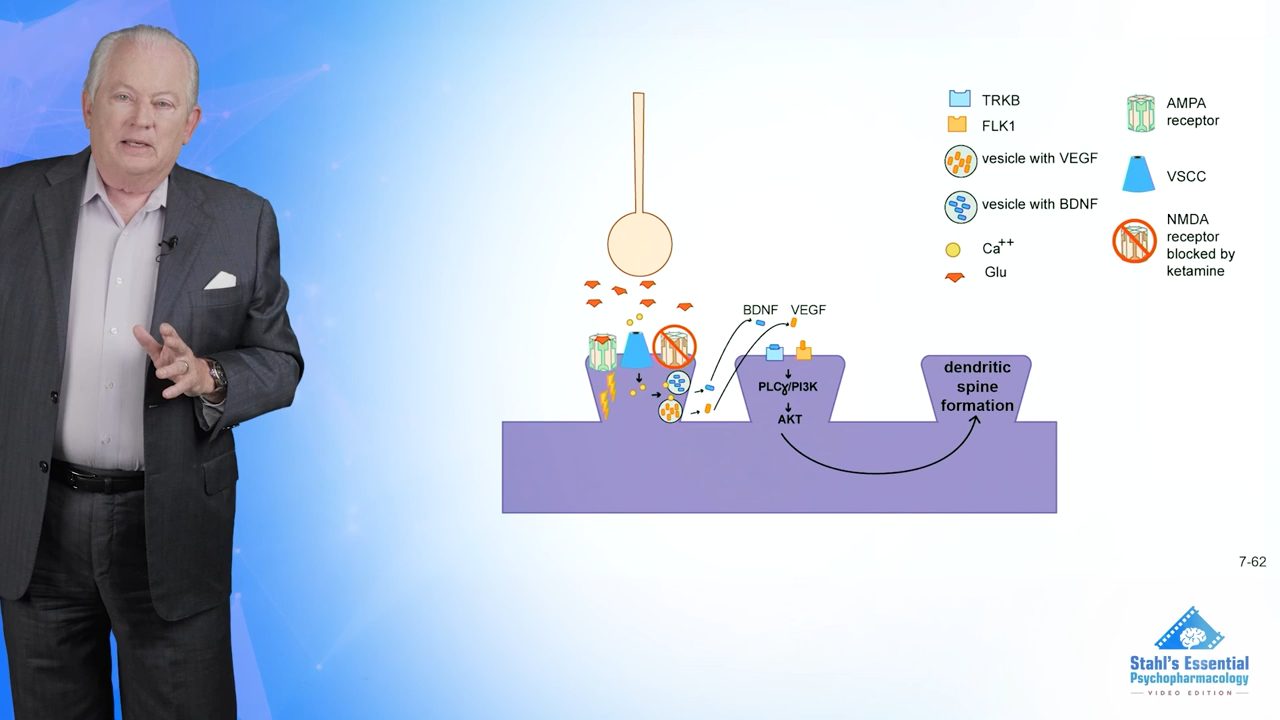 TRKB
FLK1
vesicle with VEGF
vesicle with BDNF
Ca++
Glu
AMPA
receptor
VSCC
NMDA
receptor
blocked by
ketamine
BDNF VEGF
PLCγ/PI3K
AKT
dendritic
spine
formation
7-62
Stahl's Essential
Psychopharmacology
VIDEO EDITION